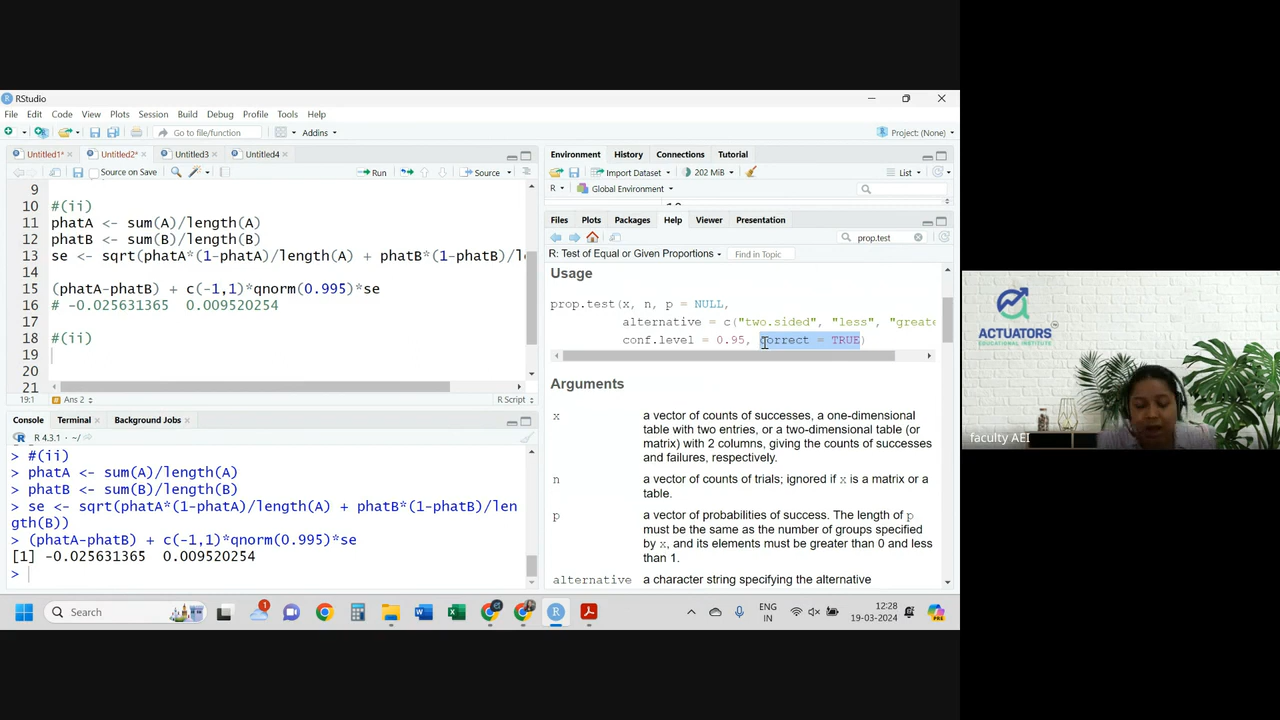 RStudio
File Edit Code View Plots Session Build Debug Profile Tools Help
Go to file/function
Addins
Project: (None)
Untitled1* × Untitled2* × Untitled3 × Untitled4 ×
Source on Save
Run
Source
9
10 #(ii)
11 phatA <- sum(A)/length(A)
12 phatB <- sum(B)/length(B)
13 se <- sqrt(phatA*(1-phatA)/length(A) + phatB*(1-phatB)/l
14
15 (phatA-phatB) + c(-1,1)*qnorm(0.995)*se
16 # -0.025631365 0.009520254
17
18 #(ii)
19
20
21
19:1 Ans 2 R Script
Console Terminal × Background Jobs ×
R 4.3.1 · ~/
> #(ii)
> phatA <- sum(A)/length(A)
> phatB <- sum(B)/length(B)
> se <- sqrt(phatA*(1-phatA)/length(A) + phatB*(1-phatB)/len
gth(B))
> (phatA-phatB) + c(-1,1)*qnorm(0.995)*se
[1] -0.025631365 0.009520254
>
Environment History Connections Tutorial
Import Dataset 202 MiB List
R Global Environment
Files Plots Packages Help Viewer Presentation
prop.test
R: Test of Equal or Given Proportions Find in Topic
Usage
prop.test(x, n, p = NULL,
alternative = c("two.sided", "less", "greate
conf.level = 0.95, correct = TRUE)
Arguments
x a vector of counts of successes, a one-dimensional
table with two entries, or a two-dimensional table (or
matrix) with 2 columns, giving the counts of successes
and failures, respectively.
n a vector of counts of trials; ignored if x is a matrix or a
table.
p a vector of probabilities of success. The length of p
must be the same as the number of groups specified
by x, and its elements must be greater than 0 and less
than 1.
alternative a character string specifying the alternative
ACTUATORS
EDUCATIONAL INSTITUTE
faculty AEI
Search
1
ENG
IN
12:28
19-03-2024